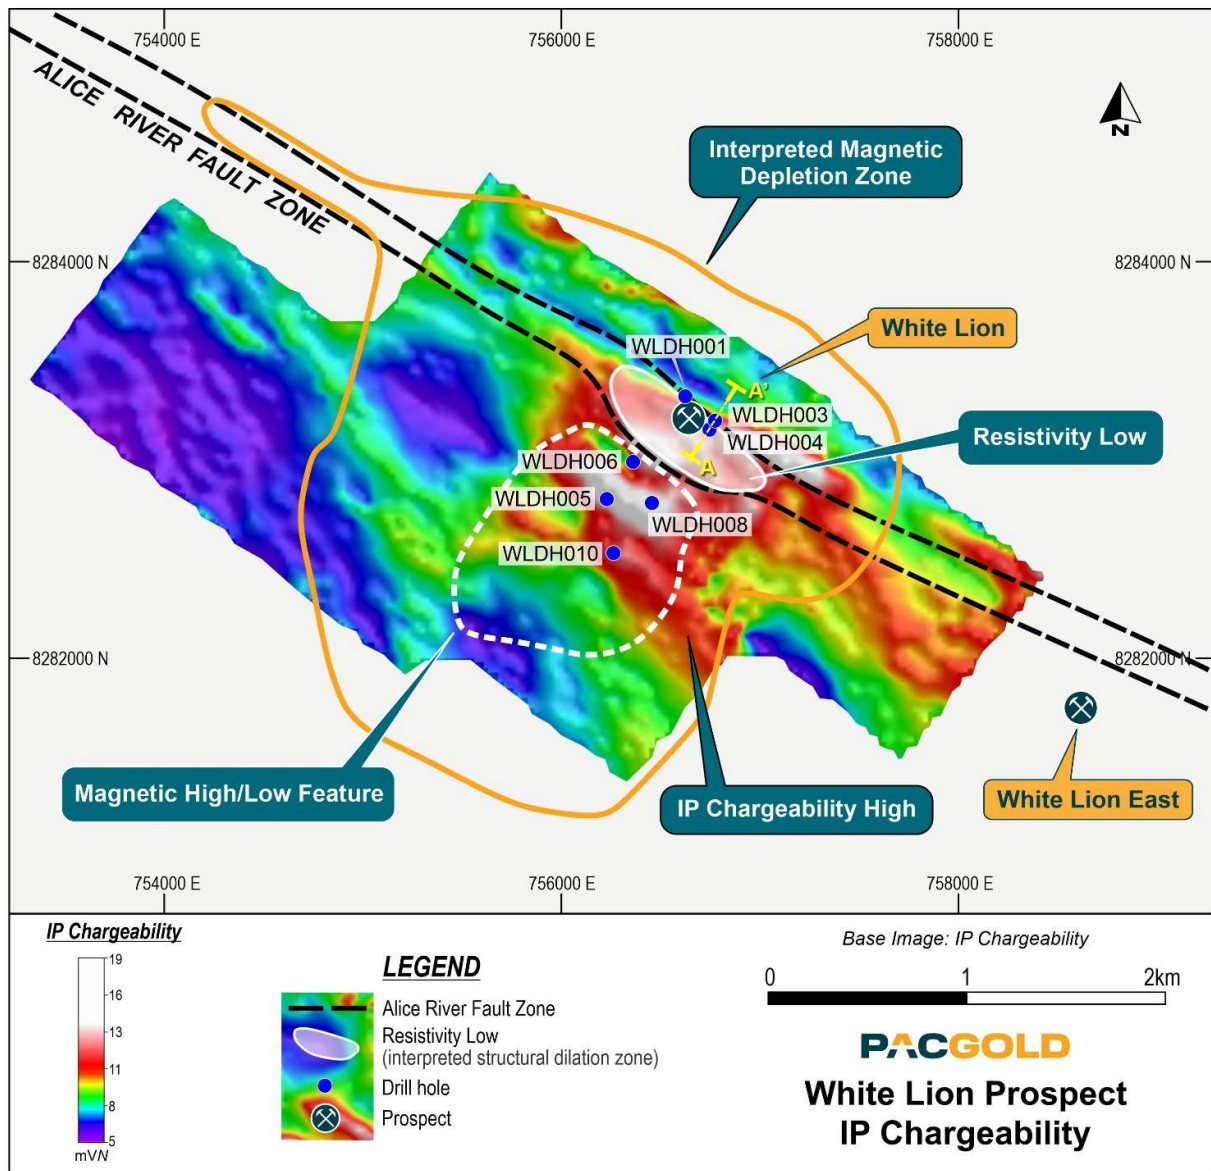 754000 E
756000 E
758000 E
ALICE RIVER FAULT ZONE
N
Interpreted Magnetic
Depletion Zone
8284000 N
8284000 N
White Lion
WLDH001
A'
WLDH003
WLDH004
Resistivity Low
A
WLDH006
WLDH005
WLDH008
WLDH010
8282000 N
8282000 N
Magnetic High/Low Feature
IP Chargeability High
White Lion East
754000 E
756000 E
758000 E
IP Chargeability
19
16
13
11
8
5
mV/V
LEGEND
Alice River Fault Zone
Resistivity Low
(interpreted structural dilation zone)
Drill hole
Prospect
Base Image: IP Chargeability
0 1 2km
PACGOLD
White Lion Prospect
IP Chargeability